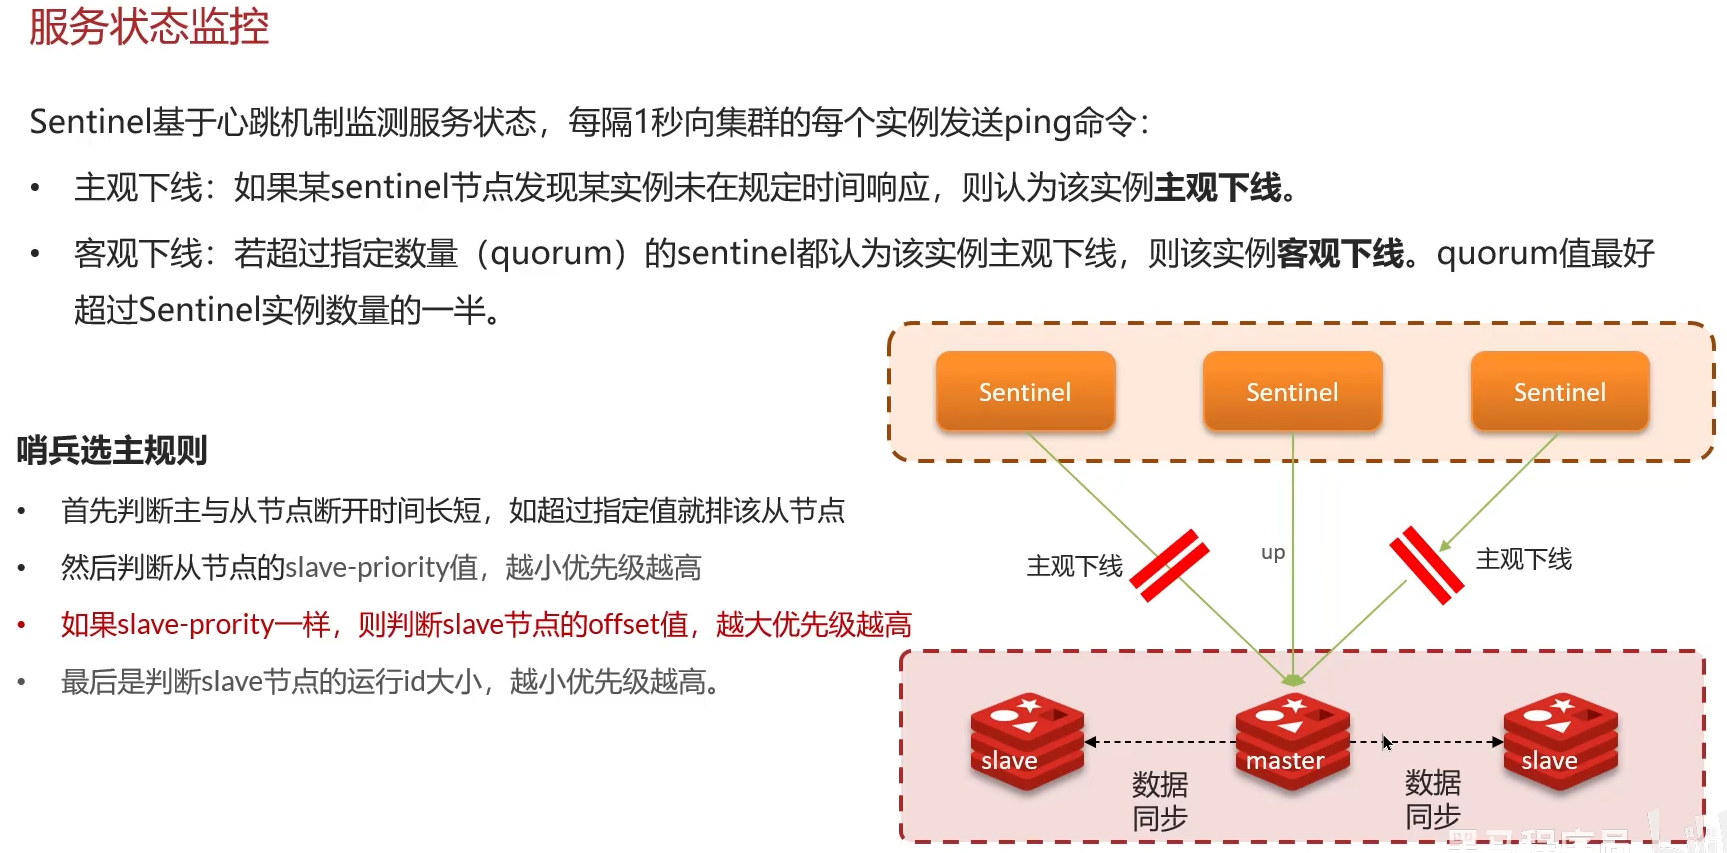 服务状态监控
Sentinel基于心跳机制监测服务状态，每隔1秒向集群的每个实例发送ping命令：
• 主观下线：如果某sentinel节点发现某实例未在规定时间响应，则认为该实例主观下线。
• 客观下线：若超过指定数量（quorum）的sentinel都认为该实例主观下线，则该实例客观下线。quorum值最好
超过Sentinel实例数量的一半。
哨兵选主规则
• 首先判断主与从节点断开时间长短，如超过指定值就排该从节点
• 然后判断从节点的slave-priority值，越小优先级越高
• 如果slave-prority一样，则判断slave节点的offset值，越大优先级越高
• 最后是判断slave节点的运行id大小，越小优先级越高。
Sentinel
Sentinel
Sentinel
主观下线
up
主观下线
slave
master
slave
数据
同步
数据
同步